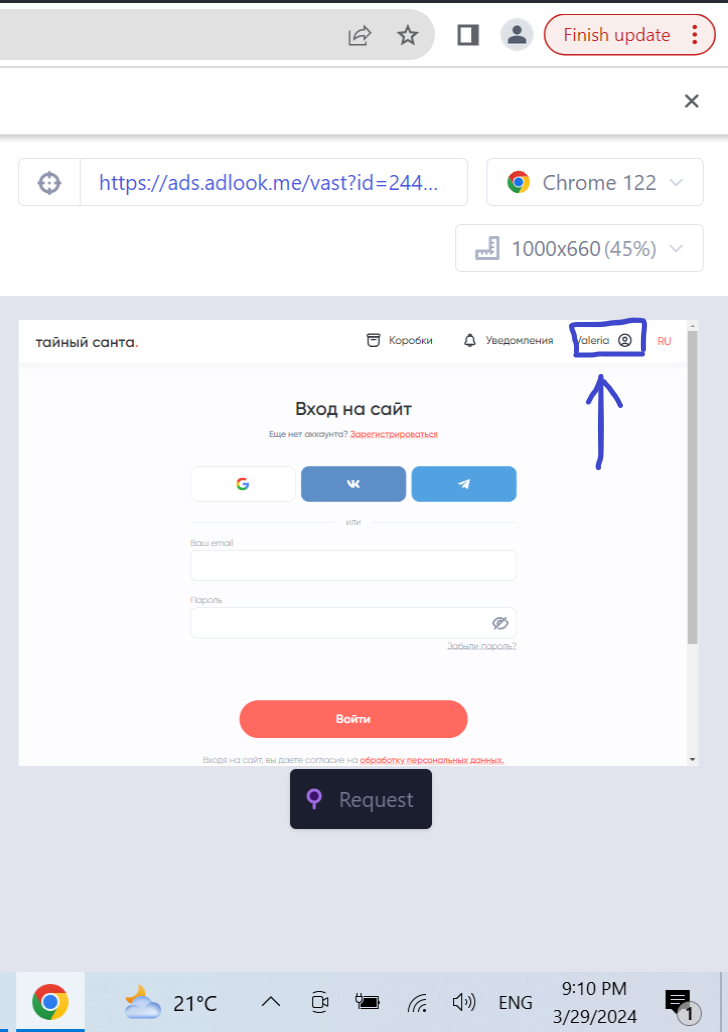 Finish update
https://ads.adlook.me/vast?id=244...
Chrome 122
1000x660 (45%)
тайный санта.
Коробки
Уведомления
Valeria
RU
Вход на сайт
Еще нет аккаунта? Зарегистрироваться
или
Ваш email
Пароль
Забыли пароль?
Войти
Входя на сайт, вы даете согласие на обработку персональных данных.
Request
21°C
ENG
9:10 PM
3/29/2024
1